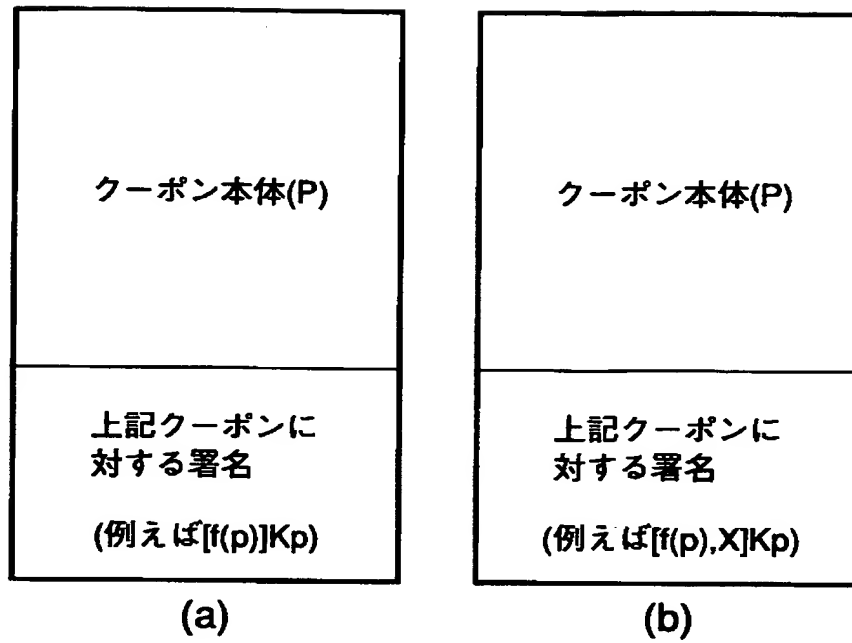 クーポン本体(P)
上記クーポンに
対する署名
(例えば[f(p)]Kp)
(a)
クーポン本体(P)
上記クーポンに
対する署名
(例えば[f(p),X]Kp)
(b)